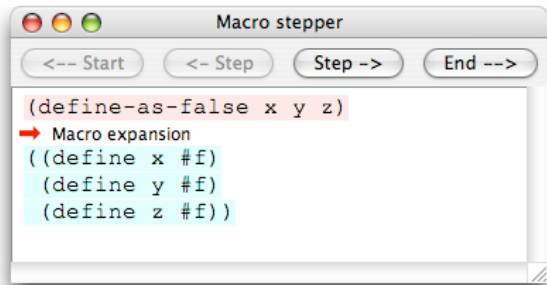 Macro stepper
<-- Start <- Step Step -> End -->
(define-as-false x y z)
Macro expansion
((define x #f)
(define y #f)
(define z #f))